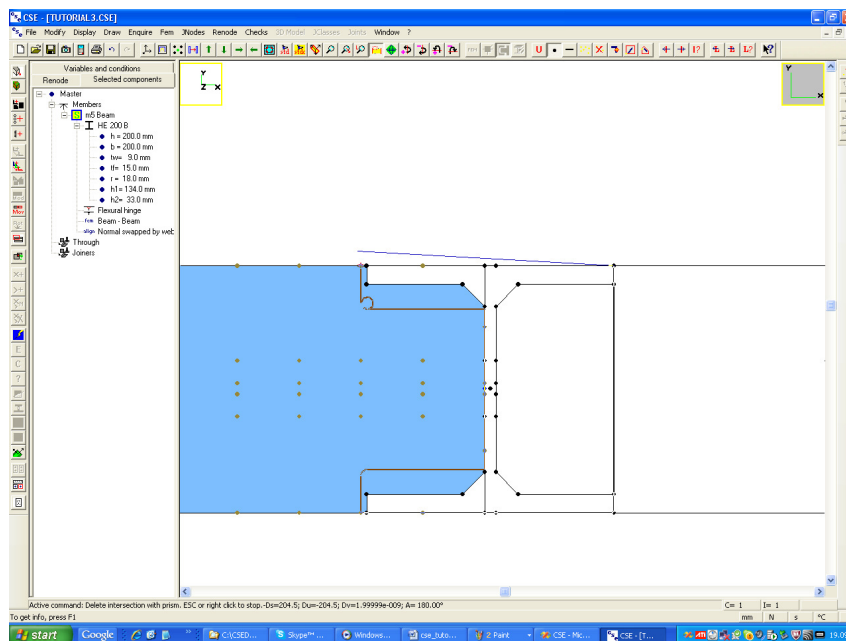 CSE - [TUTORIAL3.CSE]
File Modify Display Draw Enquire Fem JNodes Renode Checks 3D Model JClasses Joints Window ?
Variables and conditions
Renode Selected components
Master
Members
m5 Beam
HE 200 B
h = 200.0 mm
b = 200.0 mm
tw= 9.0 mm
tf= 15.0 mm
r = 18.0 mm
h1= 134.0 mm
h2= 33.0 mm
Flexural hinge
Beam - Beam
align Normal swapped by web
Through
Joiners
Y
Z X
Y
X
Active command: Delete intersection with prism. ESC or right click to stop.-Ds=204.5; Du=-204.5; Dv=1.99999e-009; A= 180.00°
C= 1 I= 1
To get info, press F1
mm N s °C
start Google C:\CSED... Skype™ ... Windows... cse_tuto... 2 Paint CSE - Mic... CSE - [T... 19.0